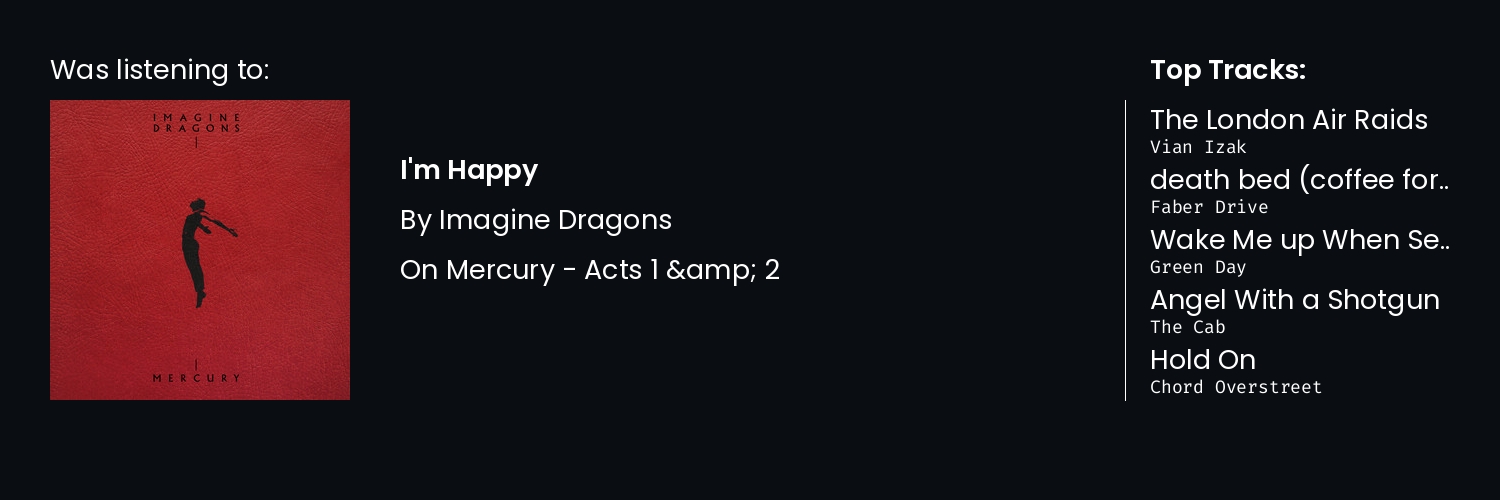 Was listening to:
IMAGINE
DRAGONS
MERCURY
I'm Happy
By Imagine Dragons
On Mercury - Acts 1 &amp; 2
Top Tracks:
The London Air Raids
Vian Izak
death bed (coffee for..
Faber Drive
Wake Me up When Se..
Green Day
Angel With a Shotgun
The Cab
Hold On
Chord Overstreet